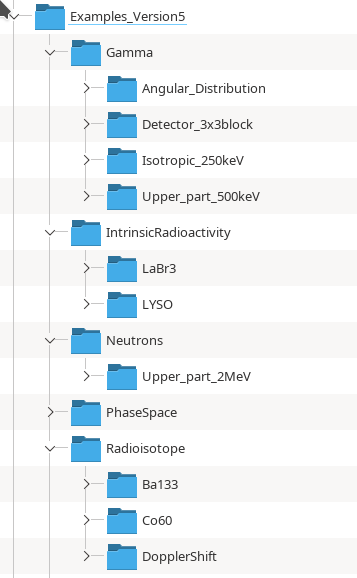 Examples_Version5
Gamma
Angular_Distribution
Detector_3x3block
Isotropic_250keV
Upper_part_500keV
IntrinsicRadioactivity
LaBr3
LYSO
Neutrons
Upper_part_2MeV
PhaseSpace
Radioisotope
Ba133
Co60
DopplerShift